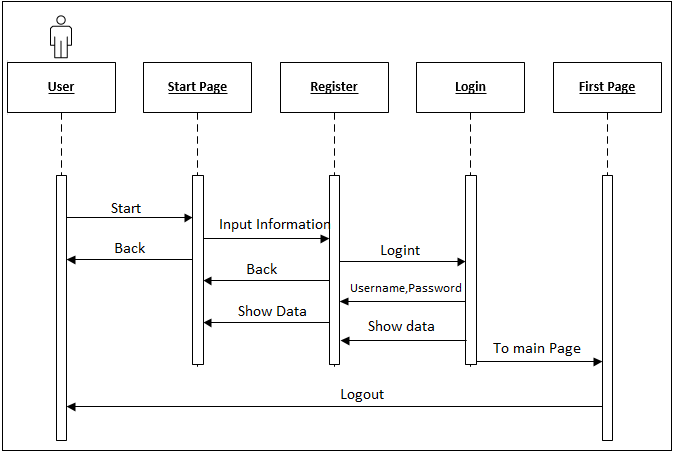 User
Start Page
Register
Login
First Page
Start
Input Information
Back
Logint
Back
Username,Password
Show Data
Show data
To main Page
Logout